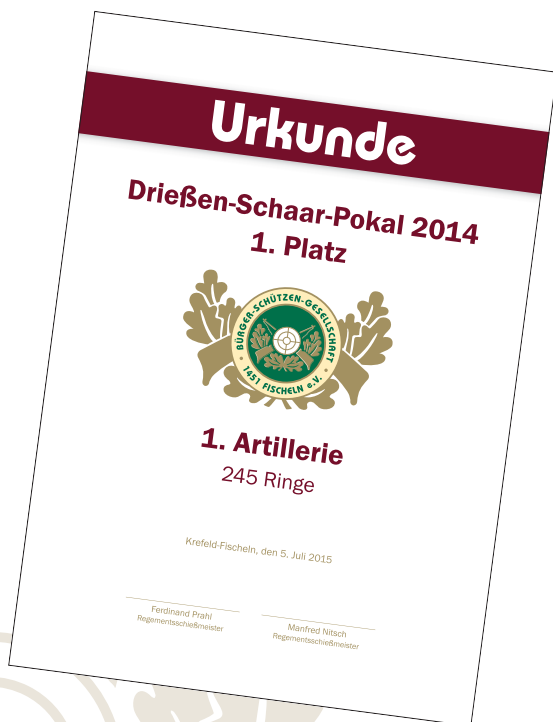 Urkunde
Drießen-Schaar-Pokal 2014
1. Platz
BÜRGER-SCHÜTZEN-GESELLSCHAFT
1451 FISCHELN e.V.
1. Artillerie
245 Ringe
Krefeld-Fischeln, den 5. Juli 2015
Ferdinand Prahl
Regementsschießmeister
Manfred Nitsch
Regementsschießmeister